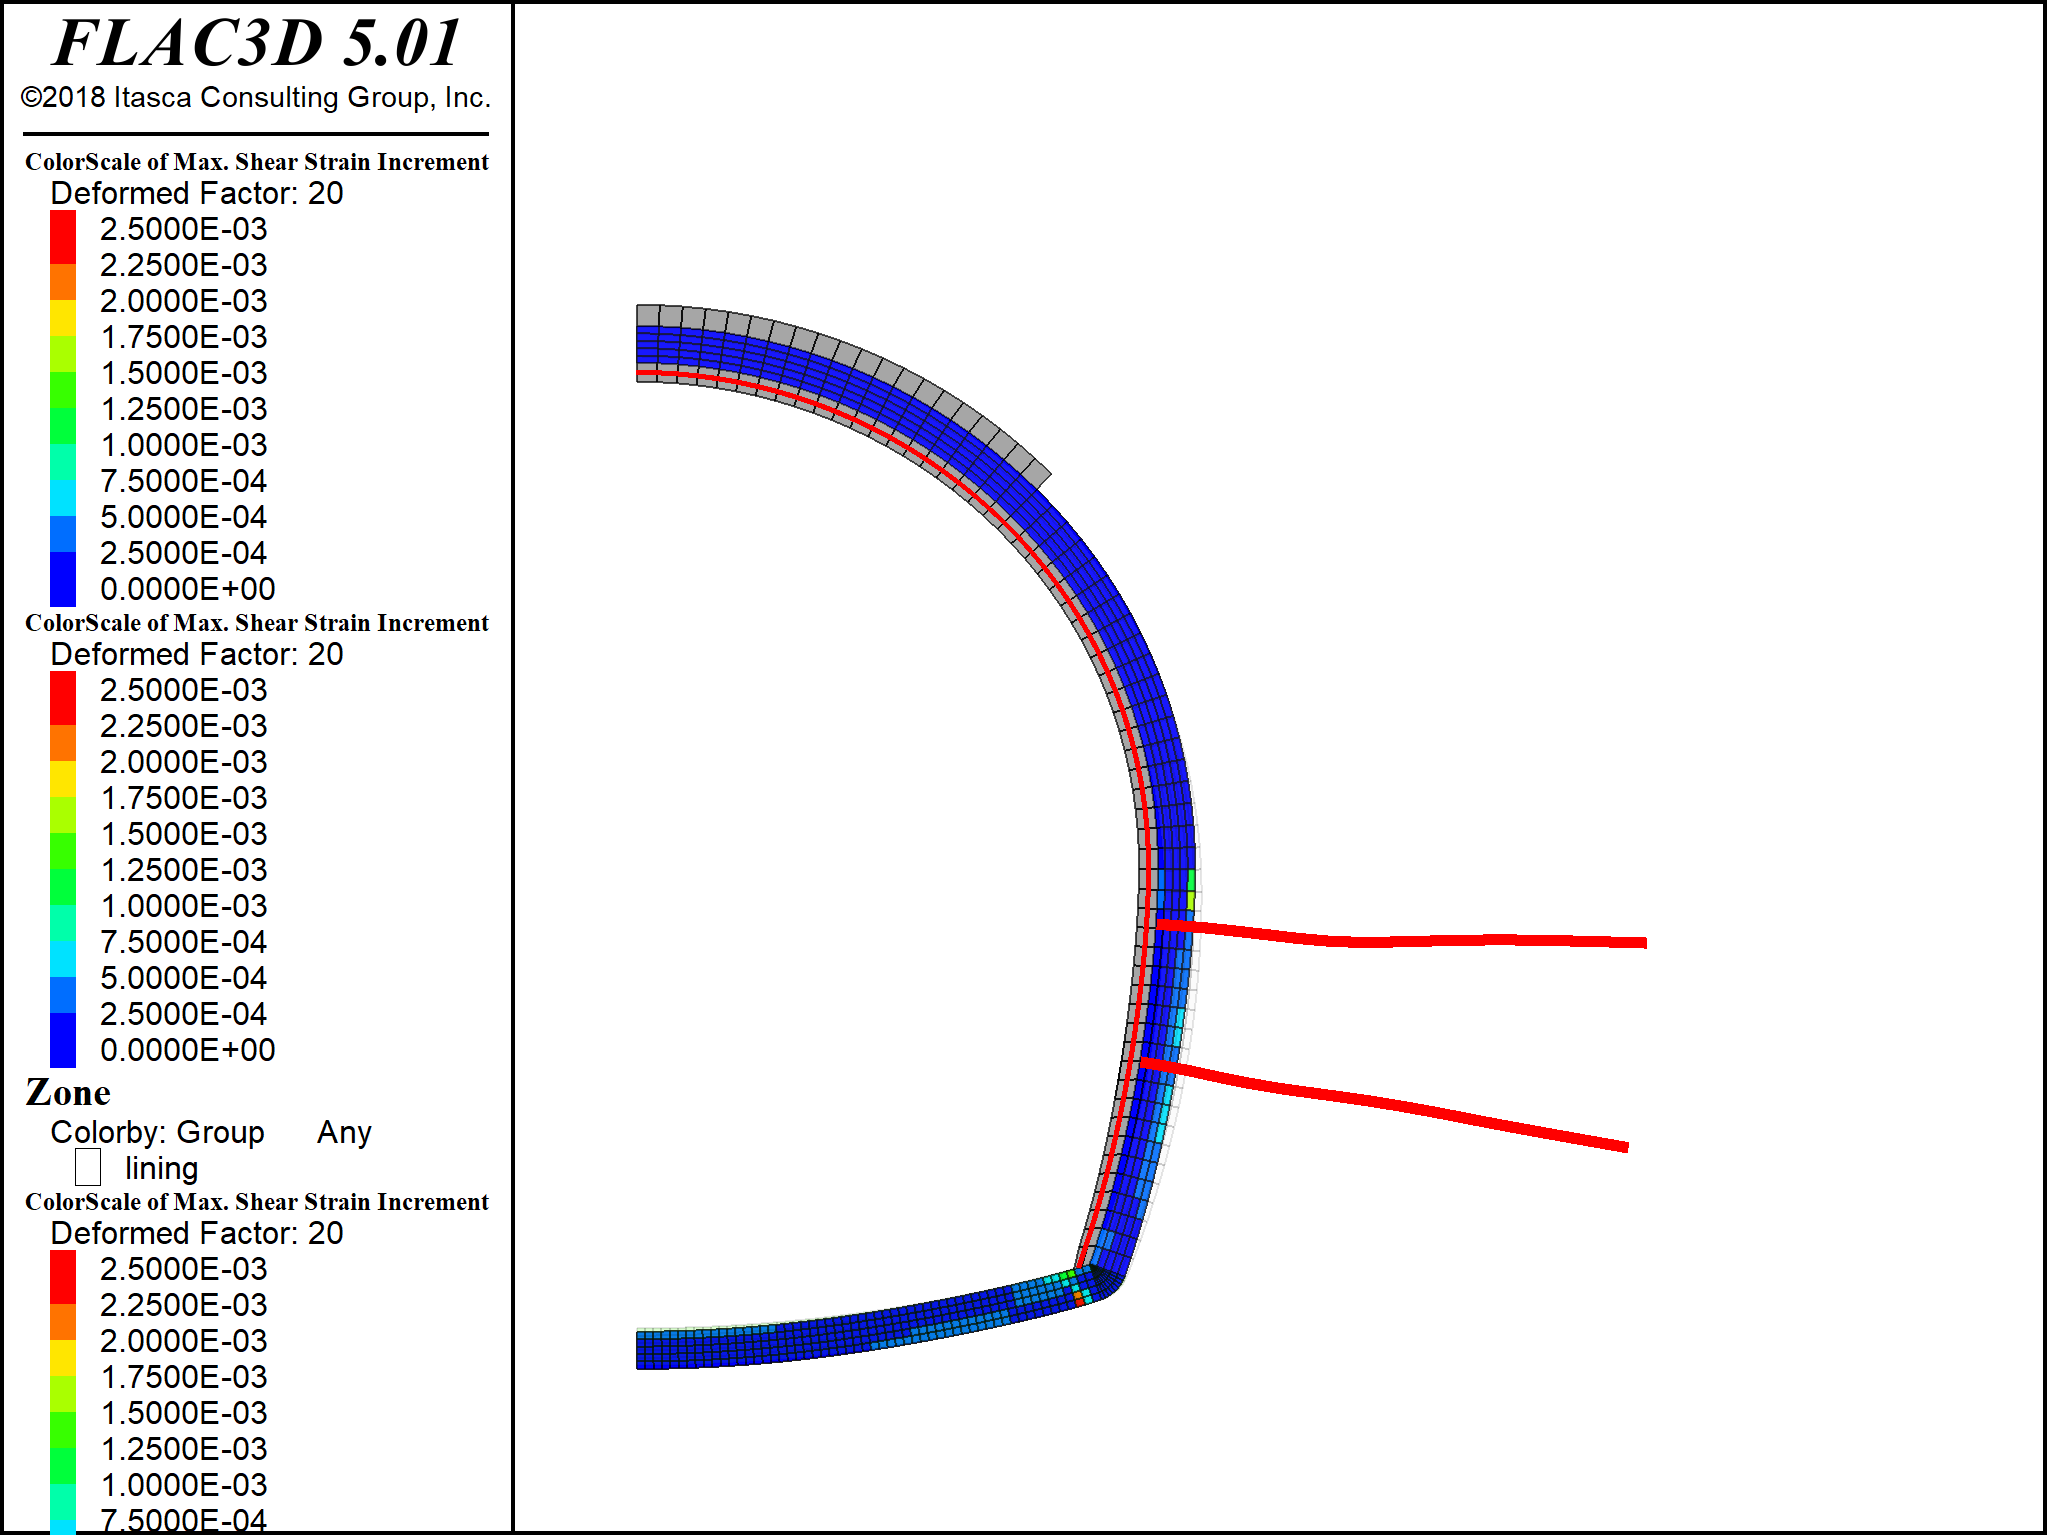 FLAC3D 5.01
©2018 Itasca Consulting Group, Inc.
ColorScale of Max. Shear Strain Increment
Deformed Factor: 20
2.5000E-03
2.2500E-03
2.0000E-03
1.7500E-03
1.5000E-03
1.2500E-03
1.0000E-03
7.5000E-04
5.0000E-04
2.5000E-04
0.0000E+00
ColorScale of Max. Shear Strain Increment
Deformed Factor: 20
2.5000E-03
2.2500E-03
2.0000E-03
1.7500E-03
1.5000E-03
1.2500E-03
1.0000E-03
7.5000E-04
5.0000E-04
2.5000E-04
0.0000E+00
Zone
Colorby: Group Any
lining
ColorScale of Max. Shear Strain Increment
Deformed Factor: 20
2.5000E-03
2.2500E-03
2.0000E-03
1.7500E-03
1.5000E-03
1.2500E-03
1.0000E-03
7.5000E-04